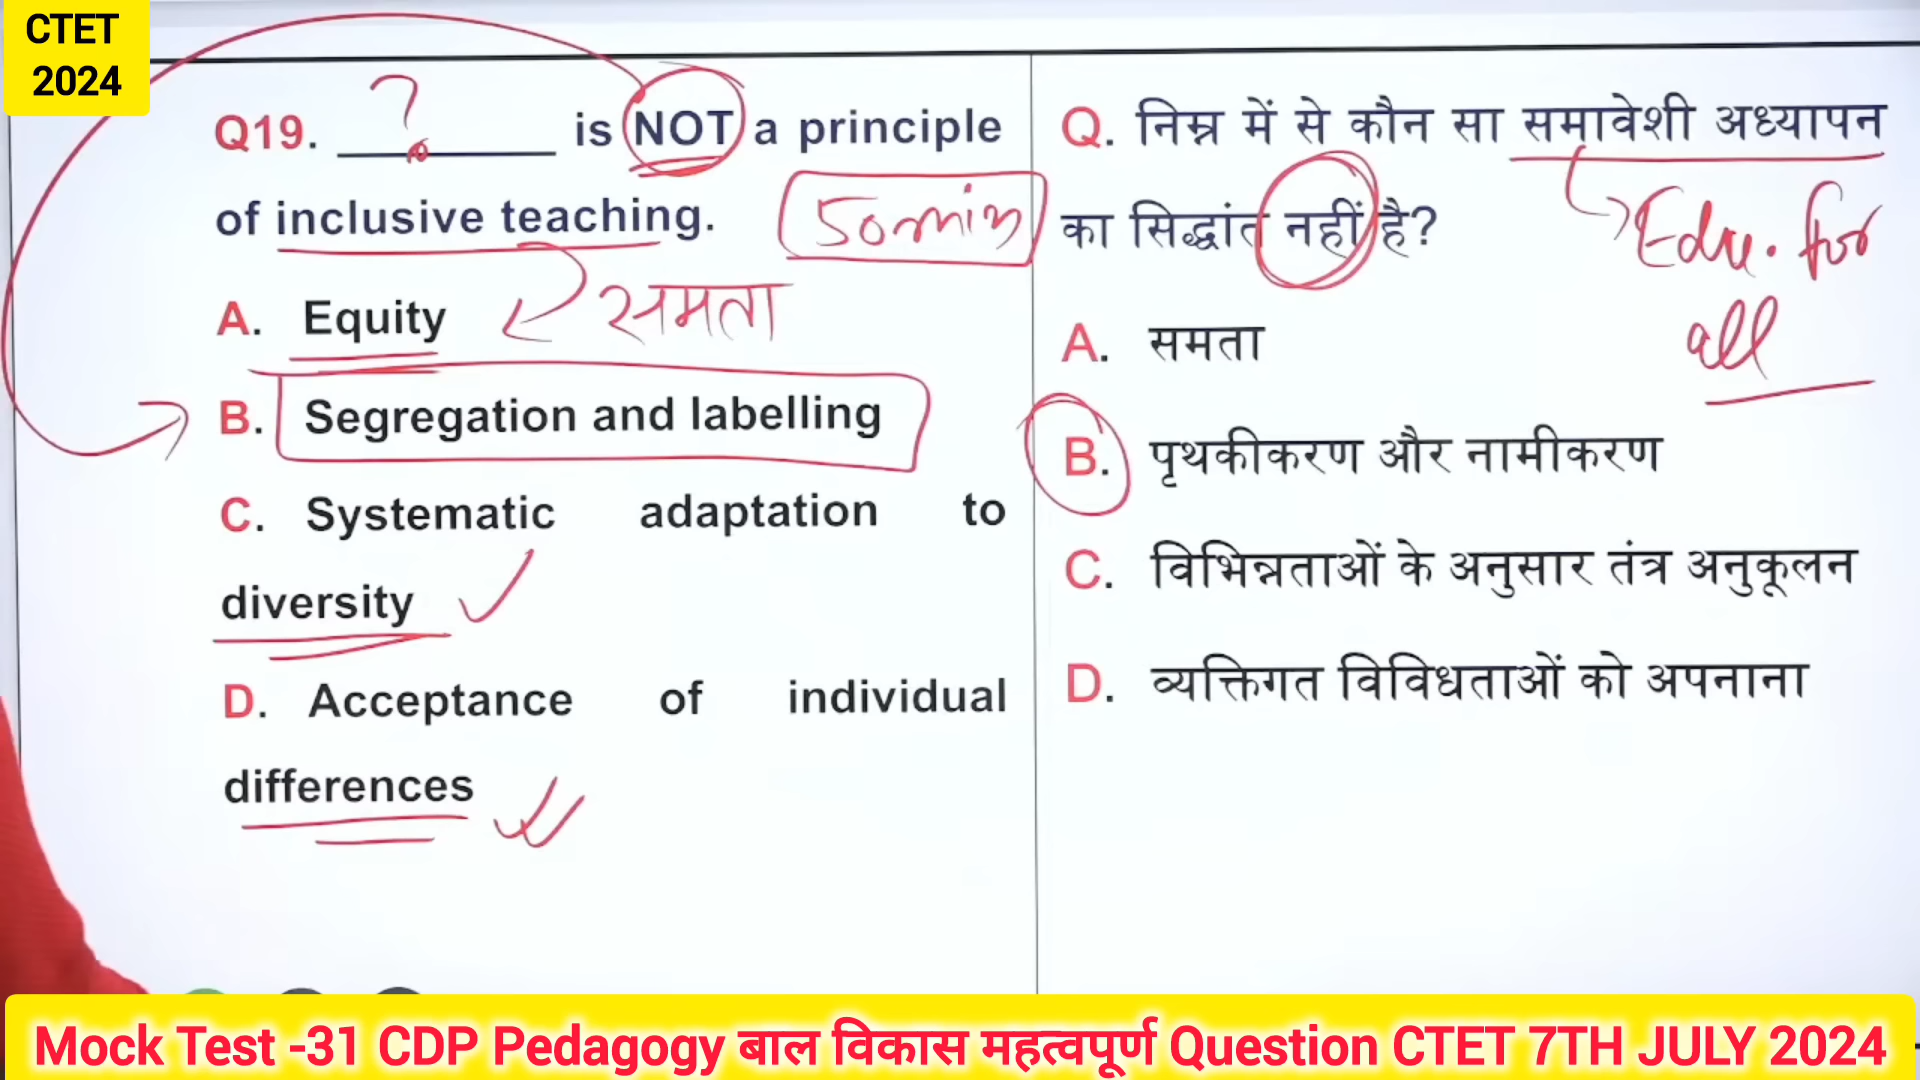 CTET
2024
?
Q19. ________ is NOT a principle
of inclusive teaching.
50 min
A. Equity
समता
B. Segregation and labelling
C. Systematic adaptation to
diversity
D. Acceptance of individual
differences
Q. निम्न में से कौन सा समावेशी अध्यापन
का सिद्धांत नहीं है?
Edu. for
all
A. समता
B. पृथकीकरण और नामीकरण
C. विभिन्नताओं के अनुसार तंत्र अनुकूलन
D. व्यक्तिगत विविधताओं को अपनाना
Mock Test -31 CDP Pedagogy बाल विकास महत्वपूर्ण Question CTET 7TH JULY 2024